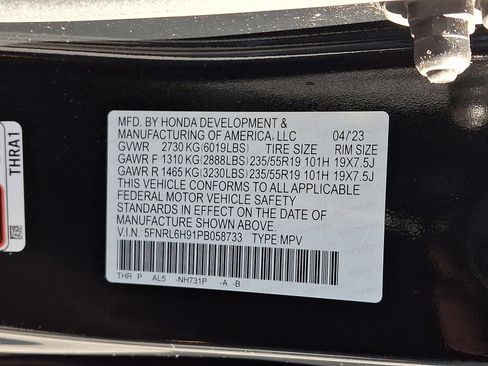 MFD. BY HONDA DEVELOPMENT &
MANUFACTURING OF AMERICA, LLC 04/23
GVWR 2730 KG (6019LBS) TIRE SIZE RIM SIZE
GAWR F 1310 KG (2888LBS) 235/55R19 101H 19X7.5J
GAWR R 1465 KG (3230LBS) 235/55R19 101H 19X7.5J
THIS VEHICLE CONFORMS TO ALL APPLICABLE
FEDERAL MOTOR VEHICLE SAFETY
STANDARDS IN EFFECT ON THE DATE OF
MANUFACTURE SHOWN ABOVE.
V.I.N. 5FNRL6H91PB058733 TYPE:MPV
THR P AL5 -NH731P -A -B
THRA1